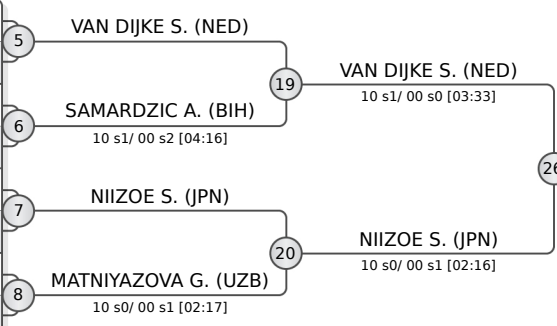 VAN DIJKE S. (NED)
5
VAN DIJKE S. (NED)
19
10 s1/ 00 s0 [03:33]
SAMARDZIC A. (BIH)
6
10 s1/ 00 s2 [04:16]
26
NIIZOE S. (JPN)
7
NIIZOE S. (JPN)
20
10 s0/ 00 s1 [02:16]
MATNIYAZOVA G. (UZB)
8
10 s0/ 00 s1 [02:17]